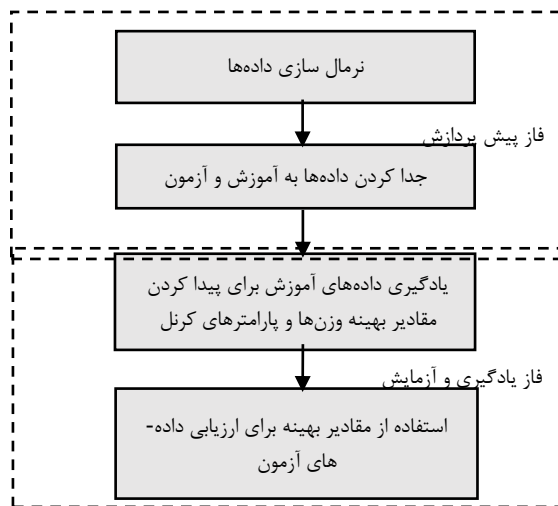 نرمال سازی داده‌ها
فاز پیش پردازش
جدا کردن داده‌ها به آموزش و آزمون
یادگیری داده‌های آموزش برای پیدا کردن
مقادیر بهینه وزن‌ها و پارامترهای کرنل
فاز یادگیری و آزمایش
استفاده از مقادیر بهینه برای ارزیابی داده-
های آزمون